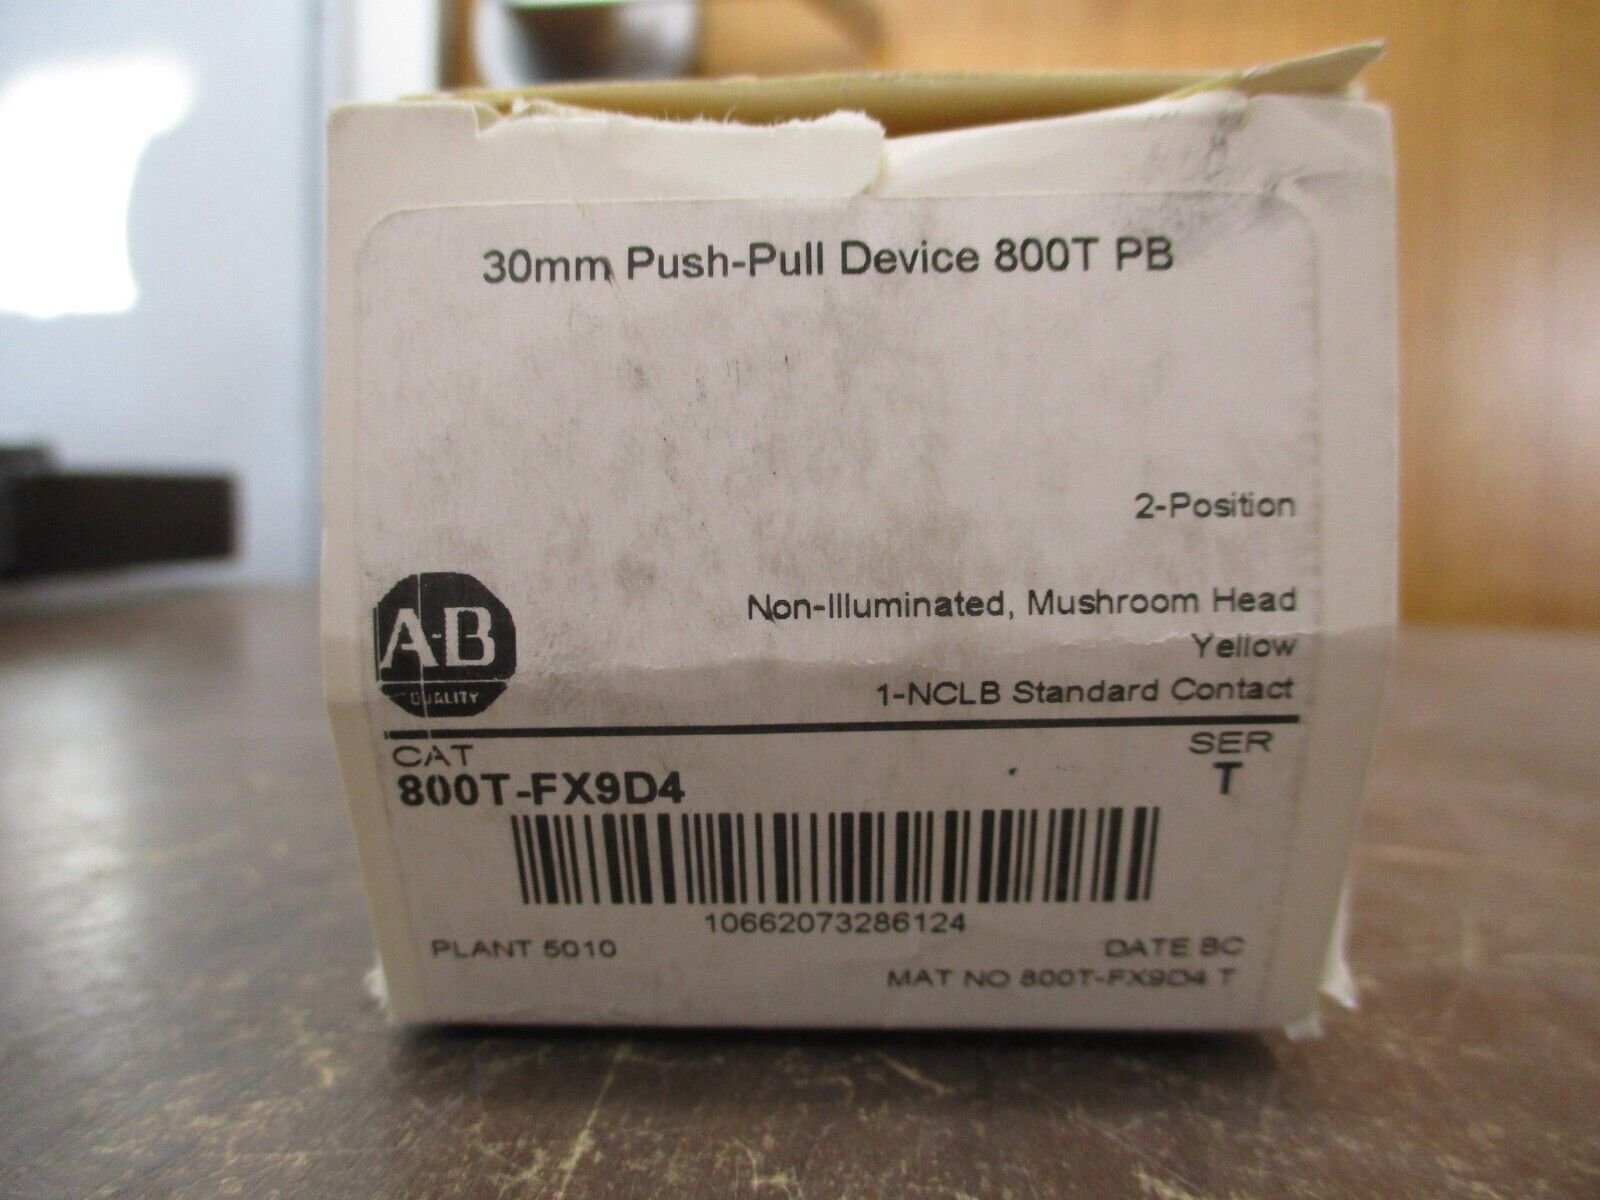 30mm Push-Pull Device 800T PB
2-Position
Non-Illuminated, Mushroom Head
Yellow
1-NCLB Standard Contact
A-B
QUALITY
CAT
SER
800T-FX9D4
T
10662073286124
PLANT 5010
DATE BC
MAT NO 800T-FX9D4 T